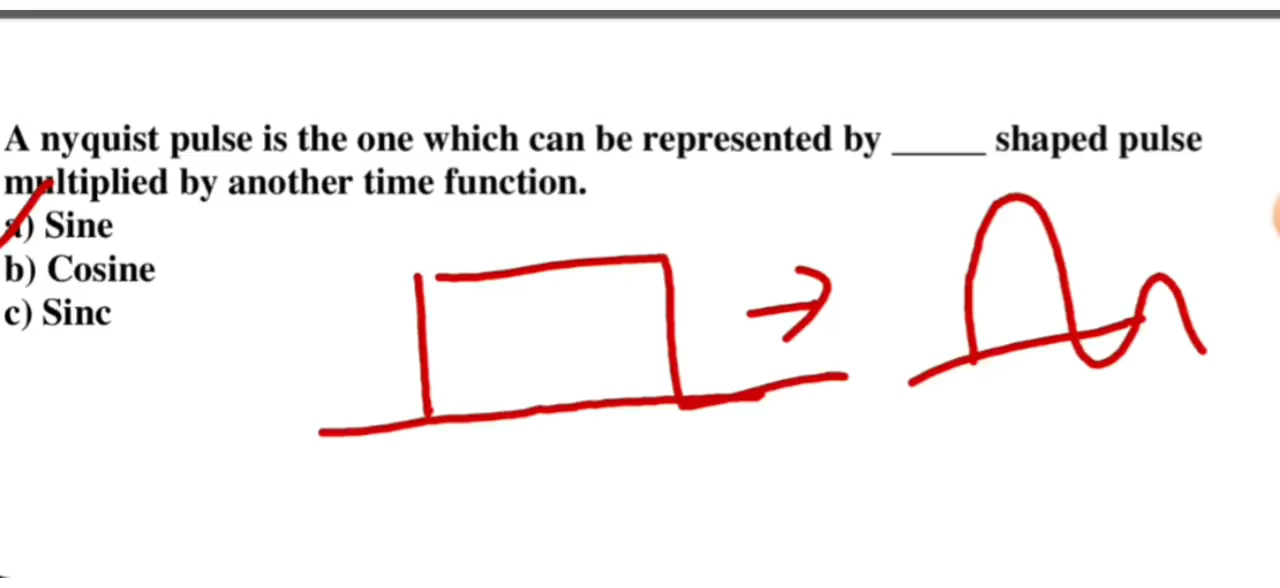 A nyquist pulse is the one which can be represented by _____ shaped pulse
multiplied by another time function.
a) Sine
b) Cosine
c) Sinc